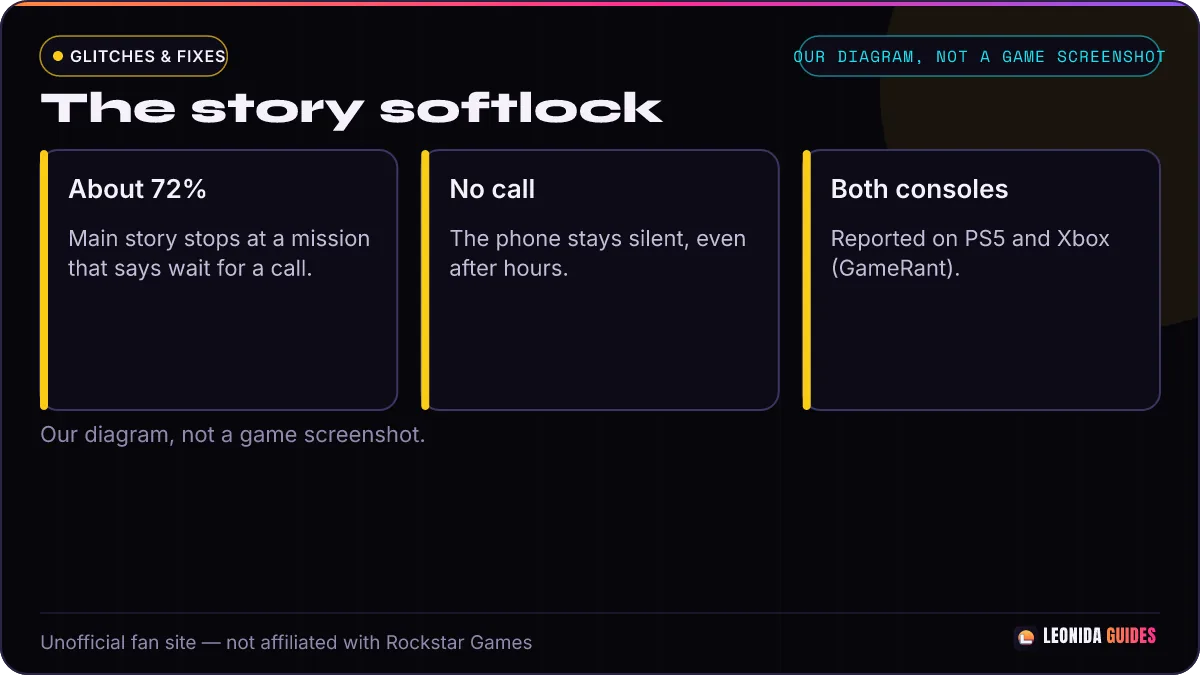 GLITCHES & FIXES
OUR DIAGRAM, NOT A GAME SCREENSHOT
The story softlock
About 72%
Main story stops at a mission
that says wait for a call.
No call
The phone stays silent, even
after hours.
Both consoles
Reported on PS5 and Xbox
(GameRant).
Our diagram, not a game screenshot.
Unofficial fan site — not affiliated with Rockstar Games
LEONIDA GUIDES